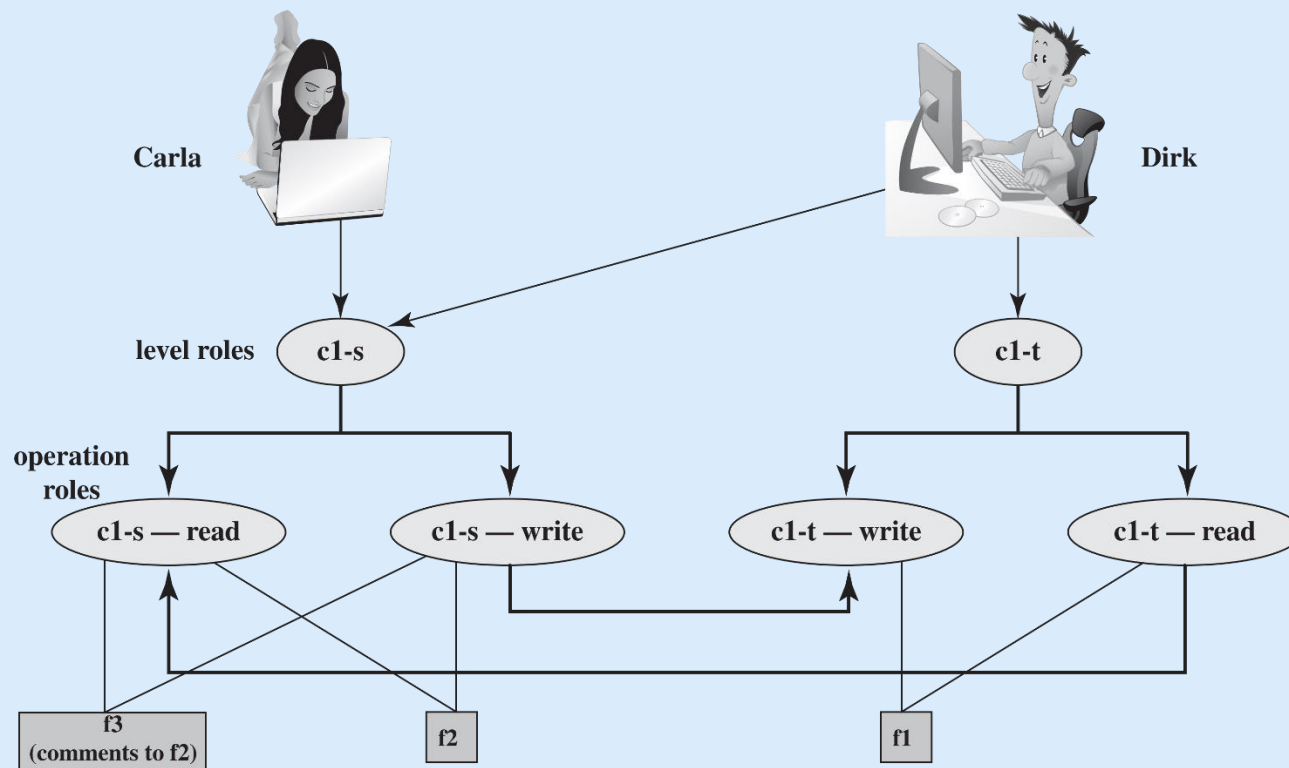 Carla
Dirk
level roles
c1-s
c1-t
operation
roles
c1-s — read
c1-s — write
c1-t — write
c1-t — read
f3
(comments to f2)
f2
f1